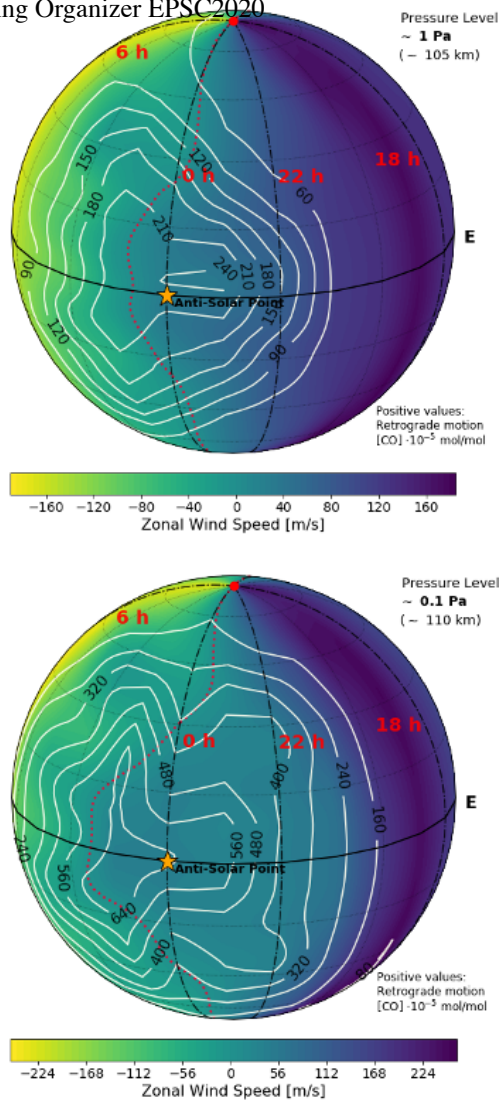 ing Organizer EPSC2020
Pressure Level
~ 1 Pa
(~ 105 km)
6 h
18 h
0 h
22 h
150
120
180
60
210
E
240
210
180
90
Anti-Solar Point
150
120
90
Positive values:
Retrograde motion
[CO] ·10⁻⁵ mol/mol
−160 −120 −80 −40 0 40 80 120 160
Zonal Wind Speed [m/s]
Pressure Level
~ 0.1 Pa
(~ 110 km)
6 h
320
18 h
0 h
22 h
480
400
240
160
E
240
560
480
560
Anti-Solar Point
640
400
320
80
Positive values:
Retrograde motion
[CO] ·10⁻⁵ mol/mol
−224 −168 −112 −56 0 56 112 168 224
Zonal Wind Speed [m/s]